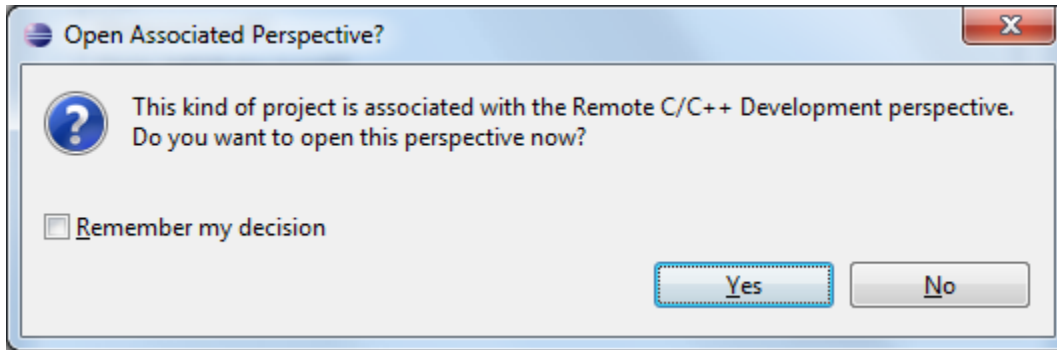 Open Associated Perspective?
This kind of project is associated with the Remote C/C++ Development perspective.
Do you want to open this perspective now?
Remember my decision
Yes
No